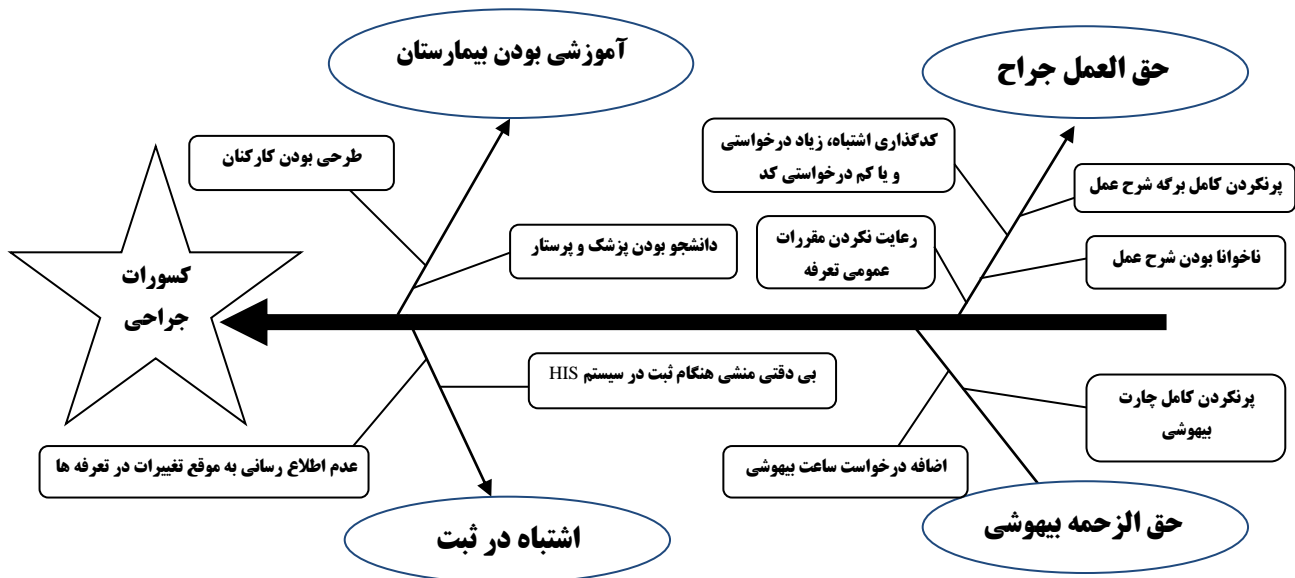 حق العمل جراح
آموزشی بودن بیمارستان
کدگذاری اشتباه، زیاد درخواستی
و یا کم درخواستی کد
طرحی بودن کارکنان
پرنکردن کامل برگه شرح عمل
رعایت نکردن مقررات
عمومی تعرفه
دانشجو بودن پزشک و پرستار
ناخوانا بودن شرح عمل
کسورات
جراحی
بی دقتی منشی هنگام ثبت در سیستم HIS
پرنکردن کامل چارت
بیهوشی
اضافه درخواست ساعت بیهوشی
عدم اطلاع رسانی به موقع تغییرات در تعرفه ها
حق الزحمه بیهوشی
اشتباه در ثبت